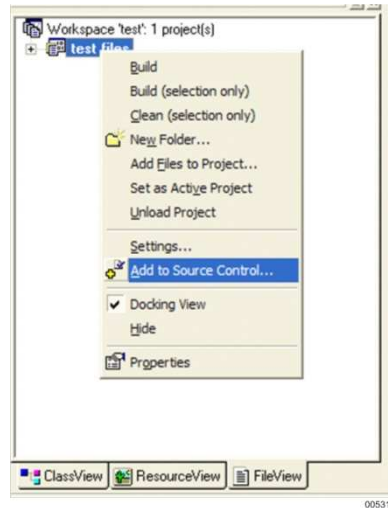 Workspace 'test': 1 project(s)
test files
Build
Build (selection only)
Clean (selection only)
New Folder...
Add Files to Project...
Set as Active Project
Unload Project
Settings...
Add to Source Control...
Docking View
Hide
Properties
ClassView ResourceView FileView
00531